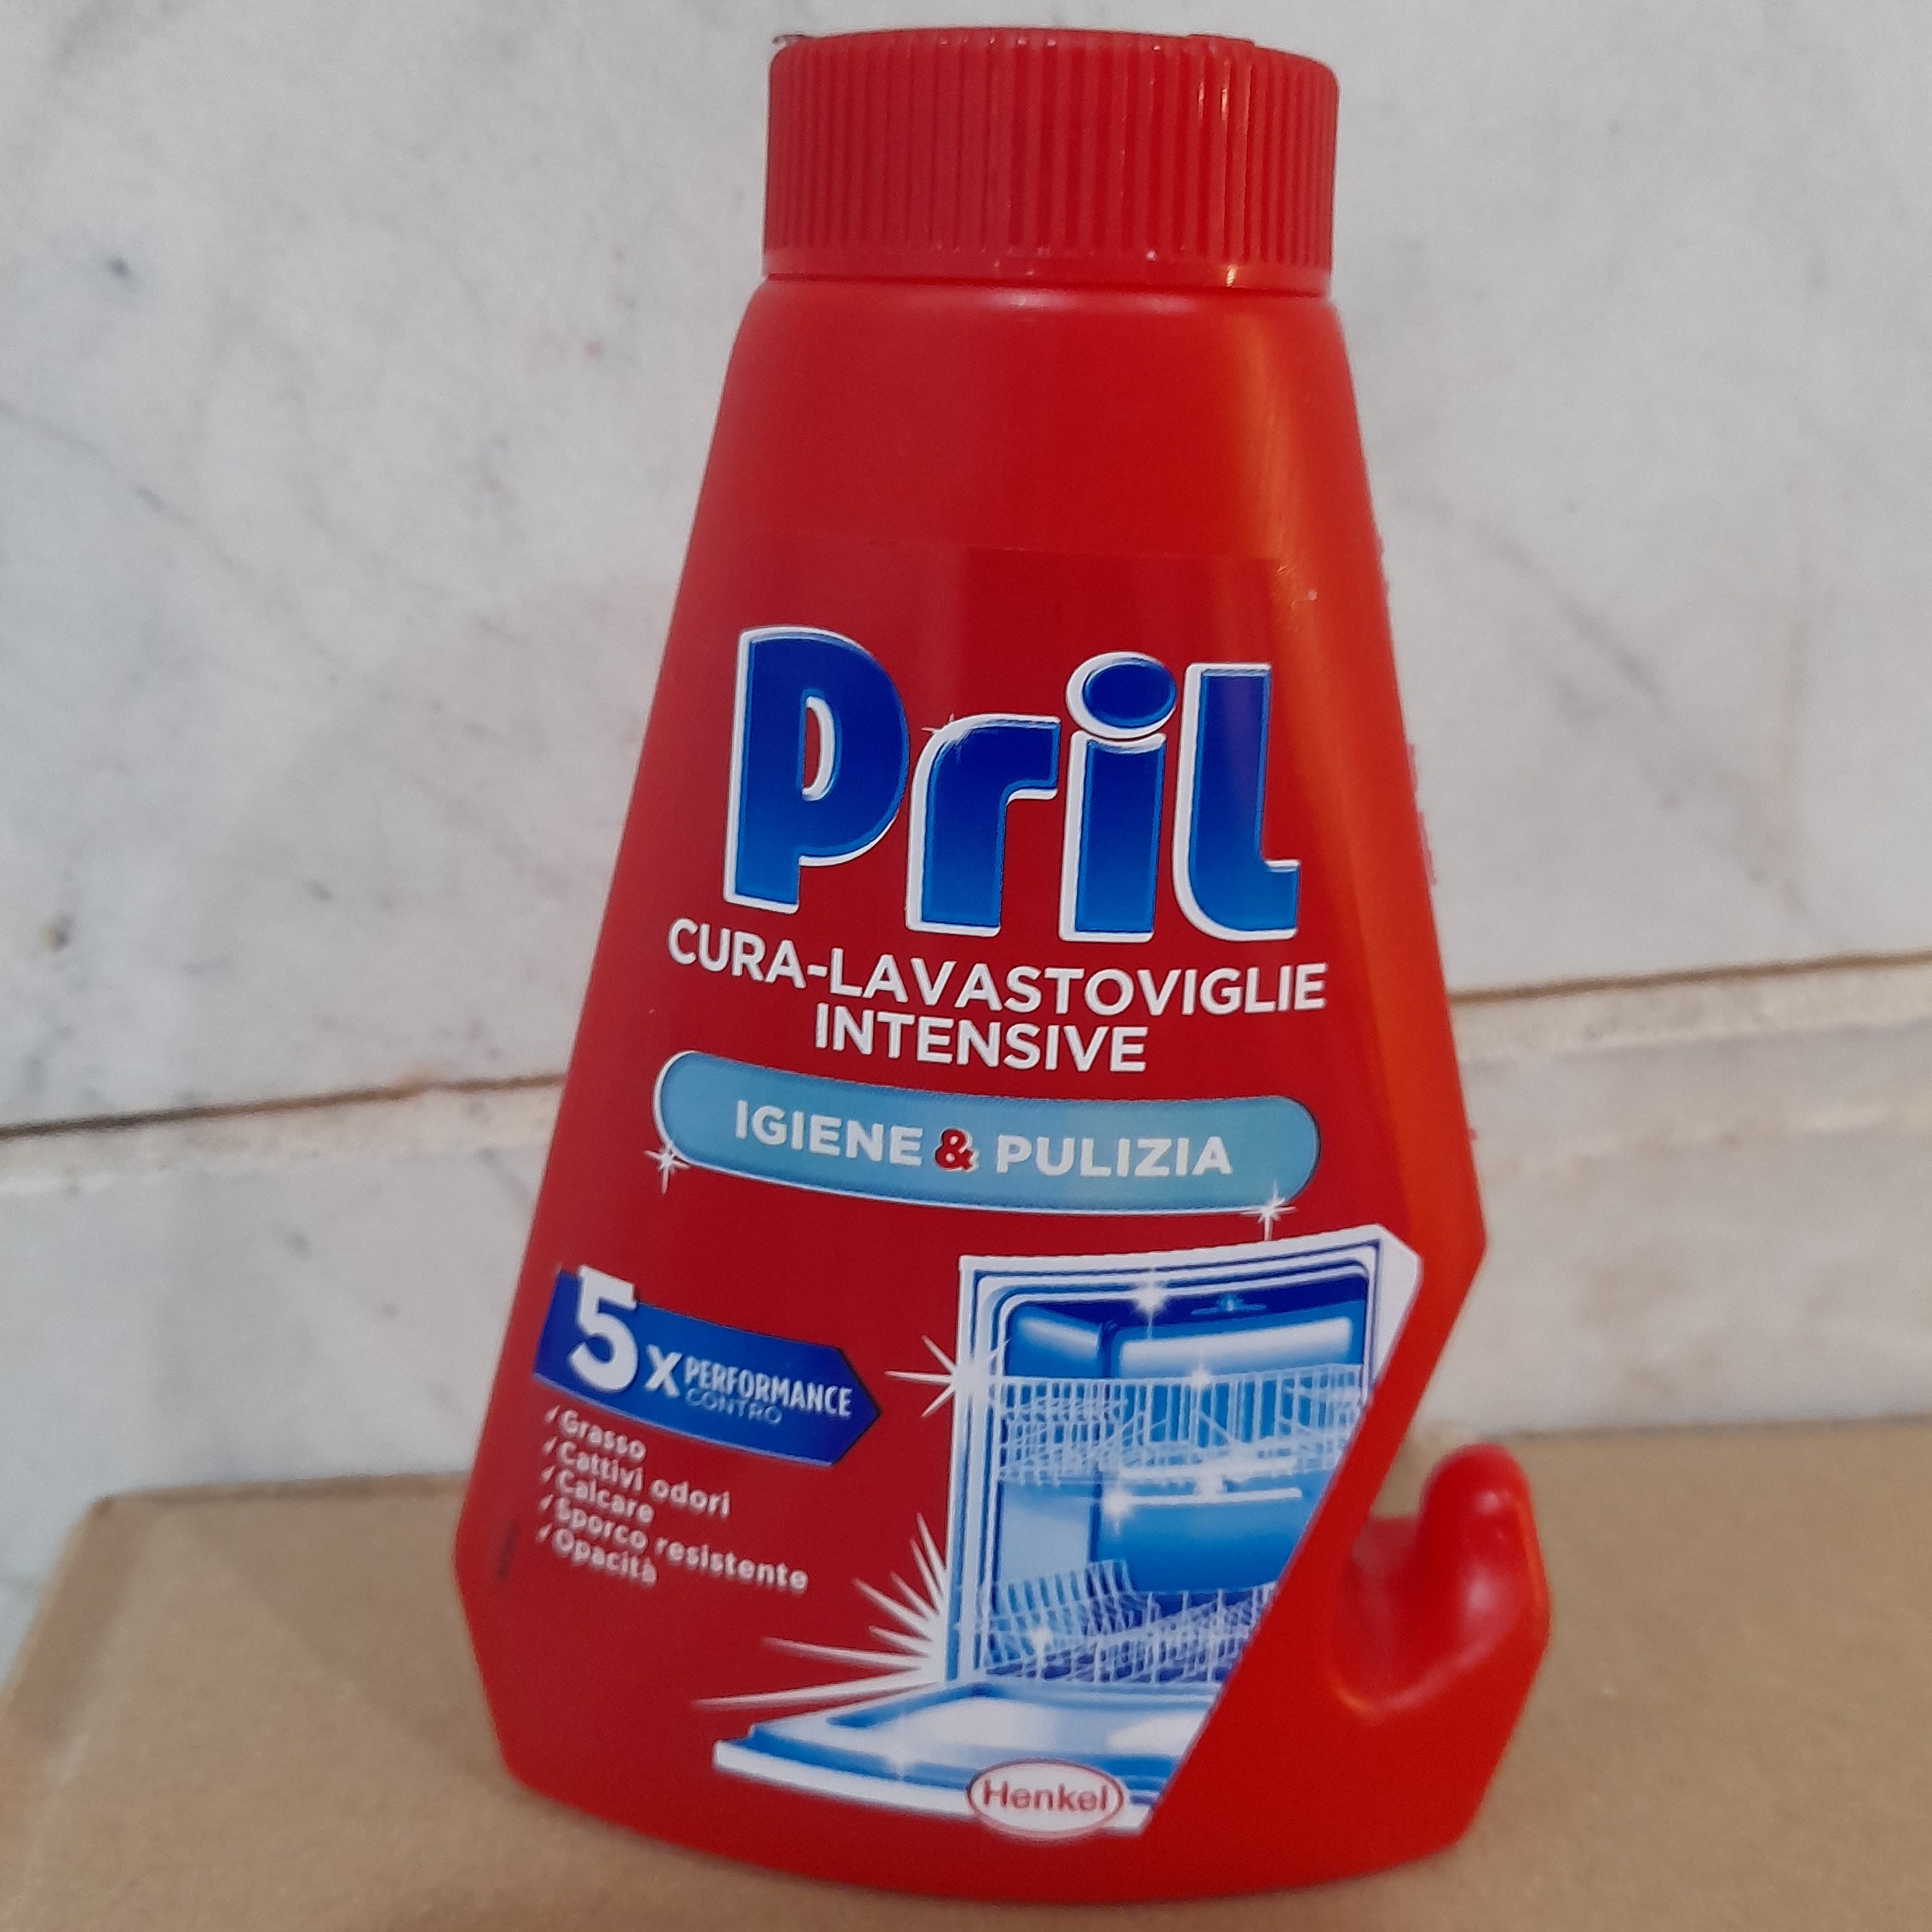 Pril
CURA-LAVASTOVIGLIE
INTENSIVE
IGIENE & PULIZIA
5x PERFORMANCE
CONTRO
✓Grasso
✓Cattivi odori
✓Calcare
✓Sporco resistente
✓Opacità
Henkel